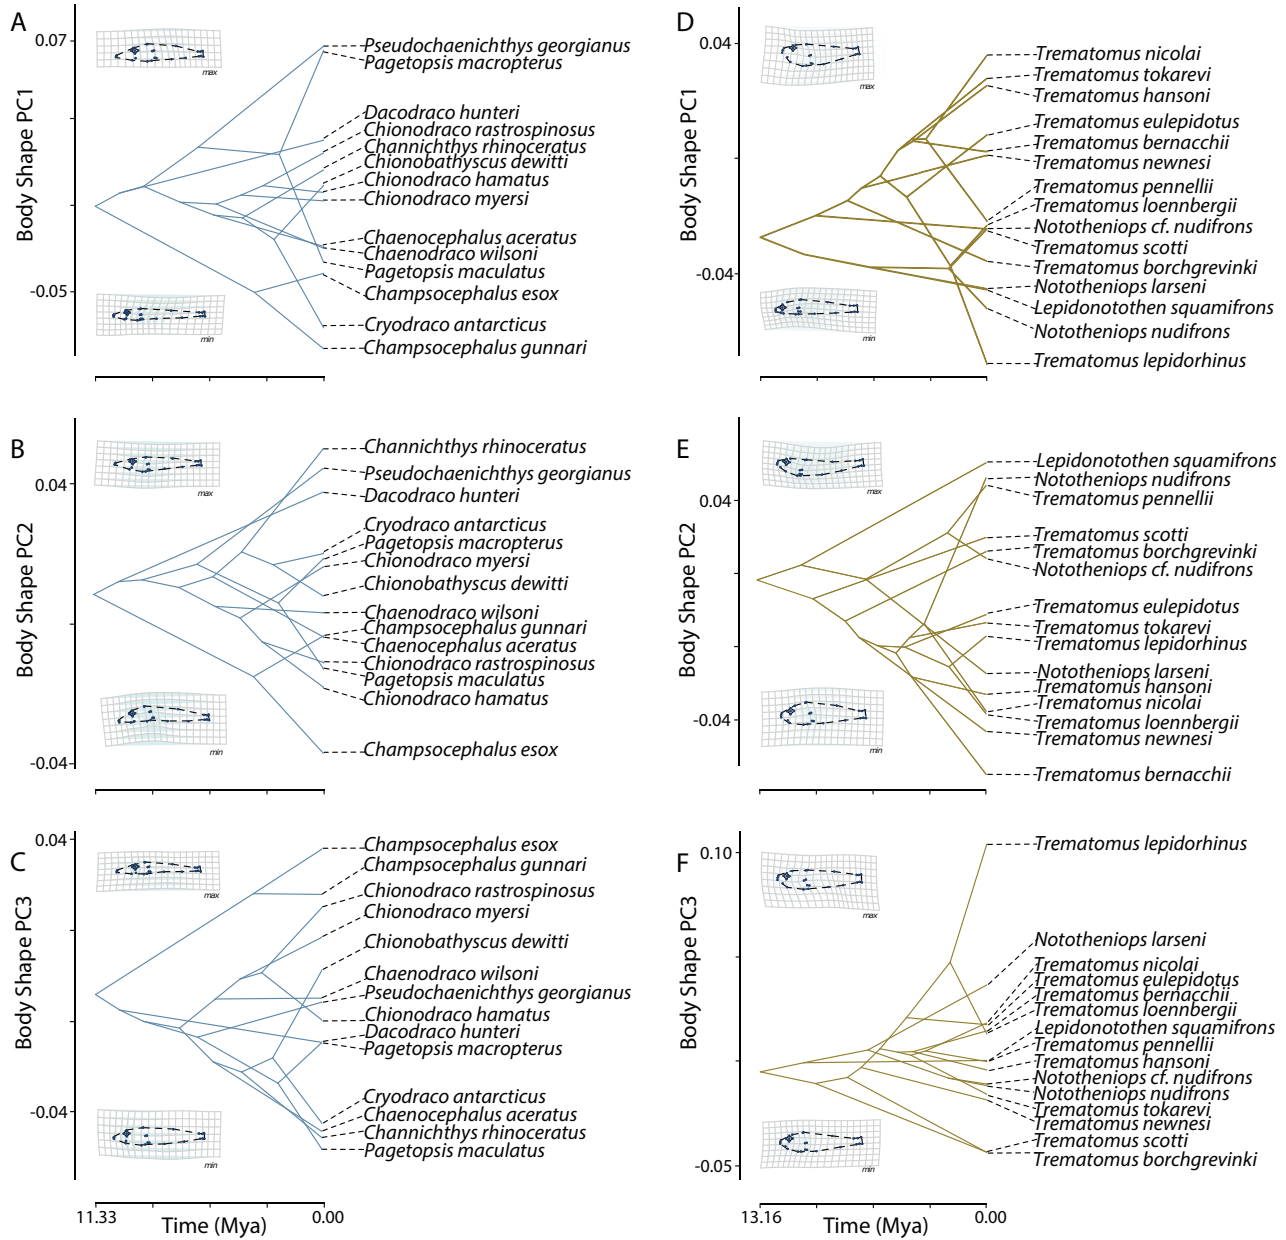 A
0.07
Body Shape PC1
-0.05
max
min
Pseudochaenichthys georgianus
Pagetopsis macropterus
Dacodraco hunteri
Chionodraco rastrospinosus
Channichthys rhinoceratus
Chionobathyscus dewitti
Chionodraco hamatus
Chionodraco myersi
Chaenocephalus aceratus
Chaenodraco wilsoni
Pagetopsis maculatus
Champsocephalus esox
Cryodraco antarcticus
Champsocephalus gunnari
B
0.04
Body Shape PC2
-0.04
max
min
Channichthys rhinoceratus
Pseudochaenichthys georgianus
Dacodraco hunteri
Cryodraco antarcticus
Pagetopsis macropterus
Chionodraco myersi
Chionobathyscus dewitti
Chaenodraco wilsoni
Champsocephalus gunnari
Chaenocephalus aceratus
Chionodraco rastrospinosus
Pagetopsis maculatus
Chionodraco hamatus
Champsocephalus esox
C
0.04
Body Shape PC3
-0.04
max
min
Champsocephalus esox
Champsocephalus gunnari
Chionodraco rastrospinosus
Chionodraco myersi
Chionobathyscus dewitti
Chaenodraco wilsoni
Pseudochaenichthys georgianus
Chionodraco hamatus
Dacodraco hunteri
Pagetopsis macropterus
Cryodraco antarcticus
Chaenocephalus aceratus
Channichthys rhinoceratus
Pagetopsis maculatus
11.33
Time (Mya)
0.00
D
0.04
Body Shape PC1
-0.04
max
min
Trematomus nicolai
Trematomus tokarevi
Trematomus hansoni
Trematomus eulepidotus
Trematomus bernacchii
Trematomus newnesi
Trematomus pennellii
Trematomus loennbergii
Nototheniops cf. nudifrons
Trematomus scotti
Trematomus borchgrevinki
Nototheniops larseni
Lepidonotothen squamifrons
Nototheniops nudifrons
Trematomus lepidorhinus
E
0.04
Body Shape PC2
-0.04
max
min
Lepidonotothen squamifrons
Nototheniops nudifrons
Trematomus pennellii
Trematomus scotti
Trematomus borchgrevinki
Nototheniops cf. nudifrons
Trematomus eulepidotus
Trematomus tokarevi
Trematomus lepidorhinus
Nototheniops larseni
Trematomus hansoni
Trematomus nicolai
Trematomus loennbergii
Trematomus newnesi
Trematomus bernacchii
F
0.10
Body Shape PC3
-0.05
max
min
Trematomus lepidorhinus
Nototheniops larseni
Trematomus nicolai
Trematomus eulepidotus
Trematomus bernacchii
Trematomus loennbergii
Lepidonotothen squamifrons
Trematomus pennellii
Trematomus hansoni
Nototheniops cf. nudifrons
Nototheniops nudifrons
Trematomus tokarevi
Trematomus newnesi
Trematomus scotti
Trematomus borchgrevinki
13.16
Time (Mya)
0.00